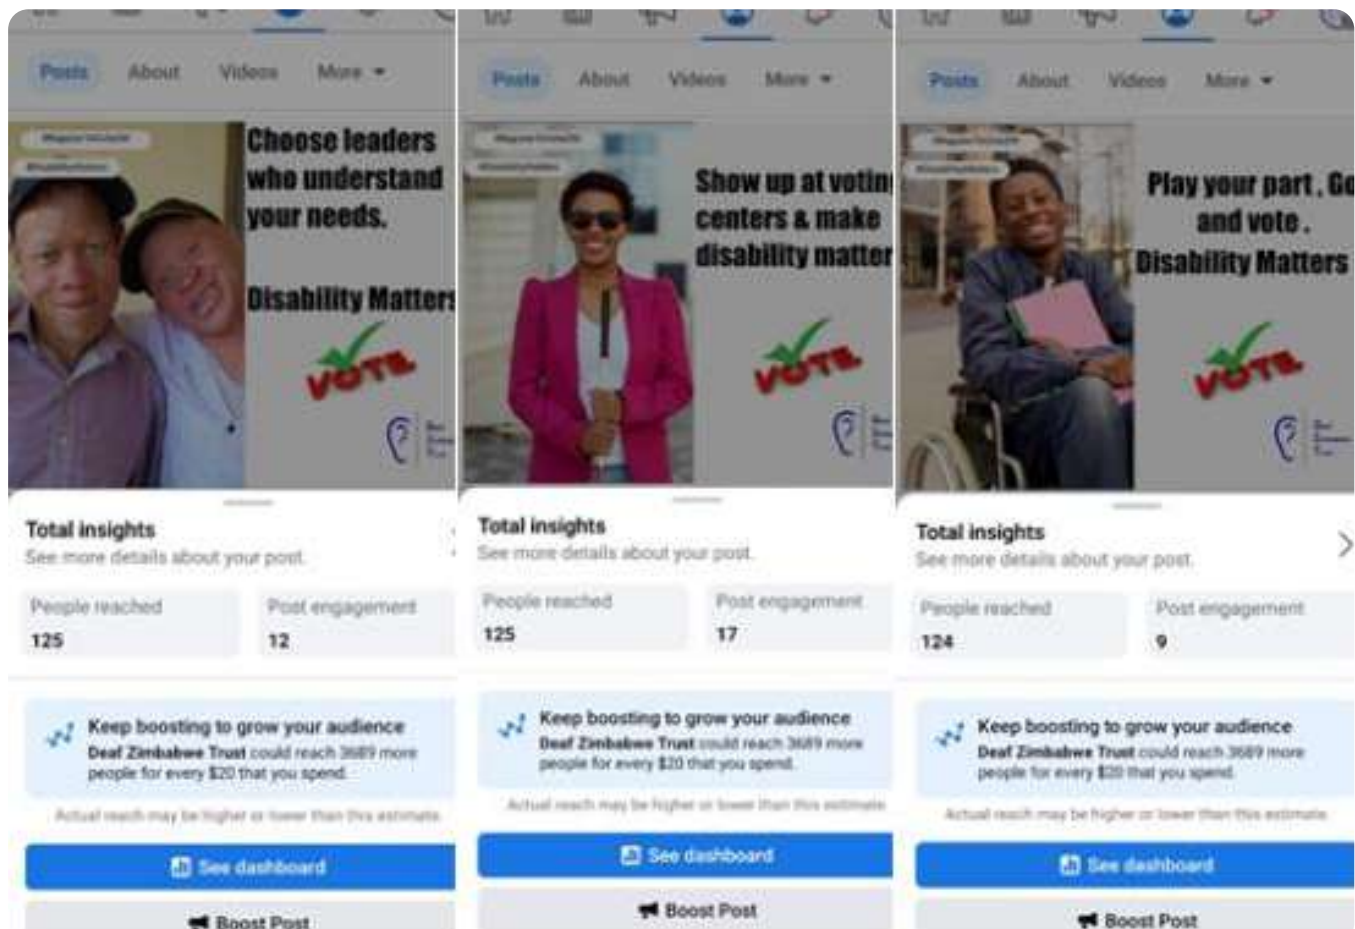 Posts About Videos More
Choose leaders
who understand
your needs.
Disability Matters
VOTE
Total insights
See more details about your post.
People reached
125
Post engagement
12
Keep boosting to grow your audience
Deaf Zimbabwe Trust could reach 3689 more
people for every $20 that you spend.
Actual reach may be higher or lower than this estimate.
See dashboard
Boost Post
Posts About Videos More
Show up at voting
centers & make
disability matter
VOTE
Total insights
See more details about your post.
People reached
125
Post engagement
17
Keep boosting to grow your audience
Deaf Zimbabwe Trust could reach 3689 more
people for every $20 that you spend.
Actual reach may be higher or lower than this estimate.
See dashboard
Boost Post
Posts About Videos More
Play your part , Go
and vote .
Disability Matters
VOTE
Total insights
See more details about your post.
People reached
124
Post engagement
9
Keep boosting to grow your audience
Deaf Zimbabwe Trust could reach 3689 more
people for every $20 that you spend.
Actual reach may be higher or lower than this estimate.
See dashboard
Boost Post